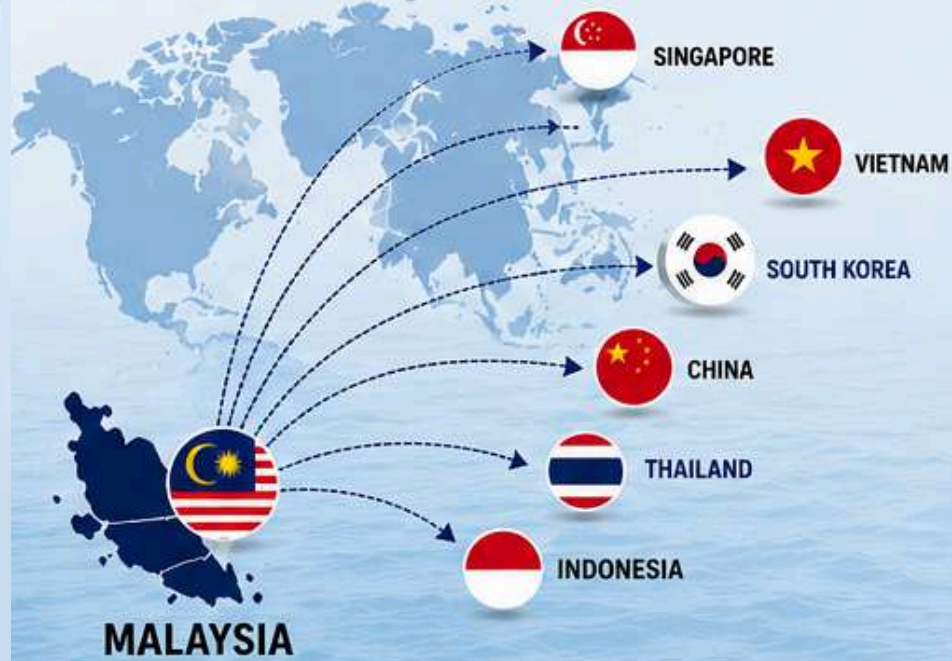 SINGAPORE
VIETNAM
SOUTH KOREA
CHINA
THAILAND
INDONESIA
MALAYSIA